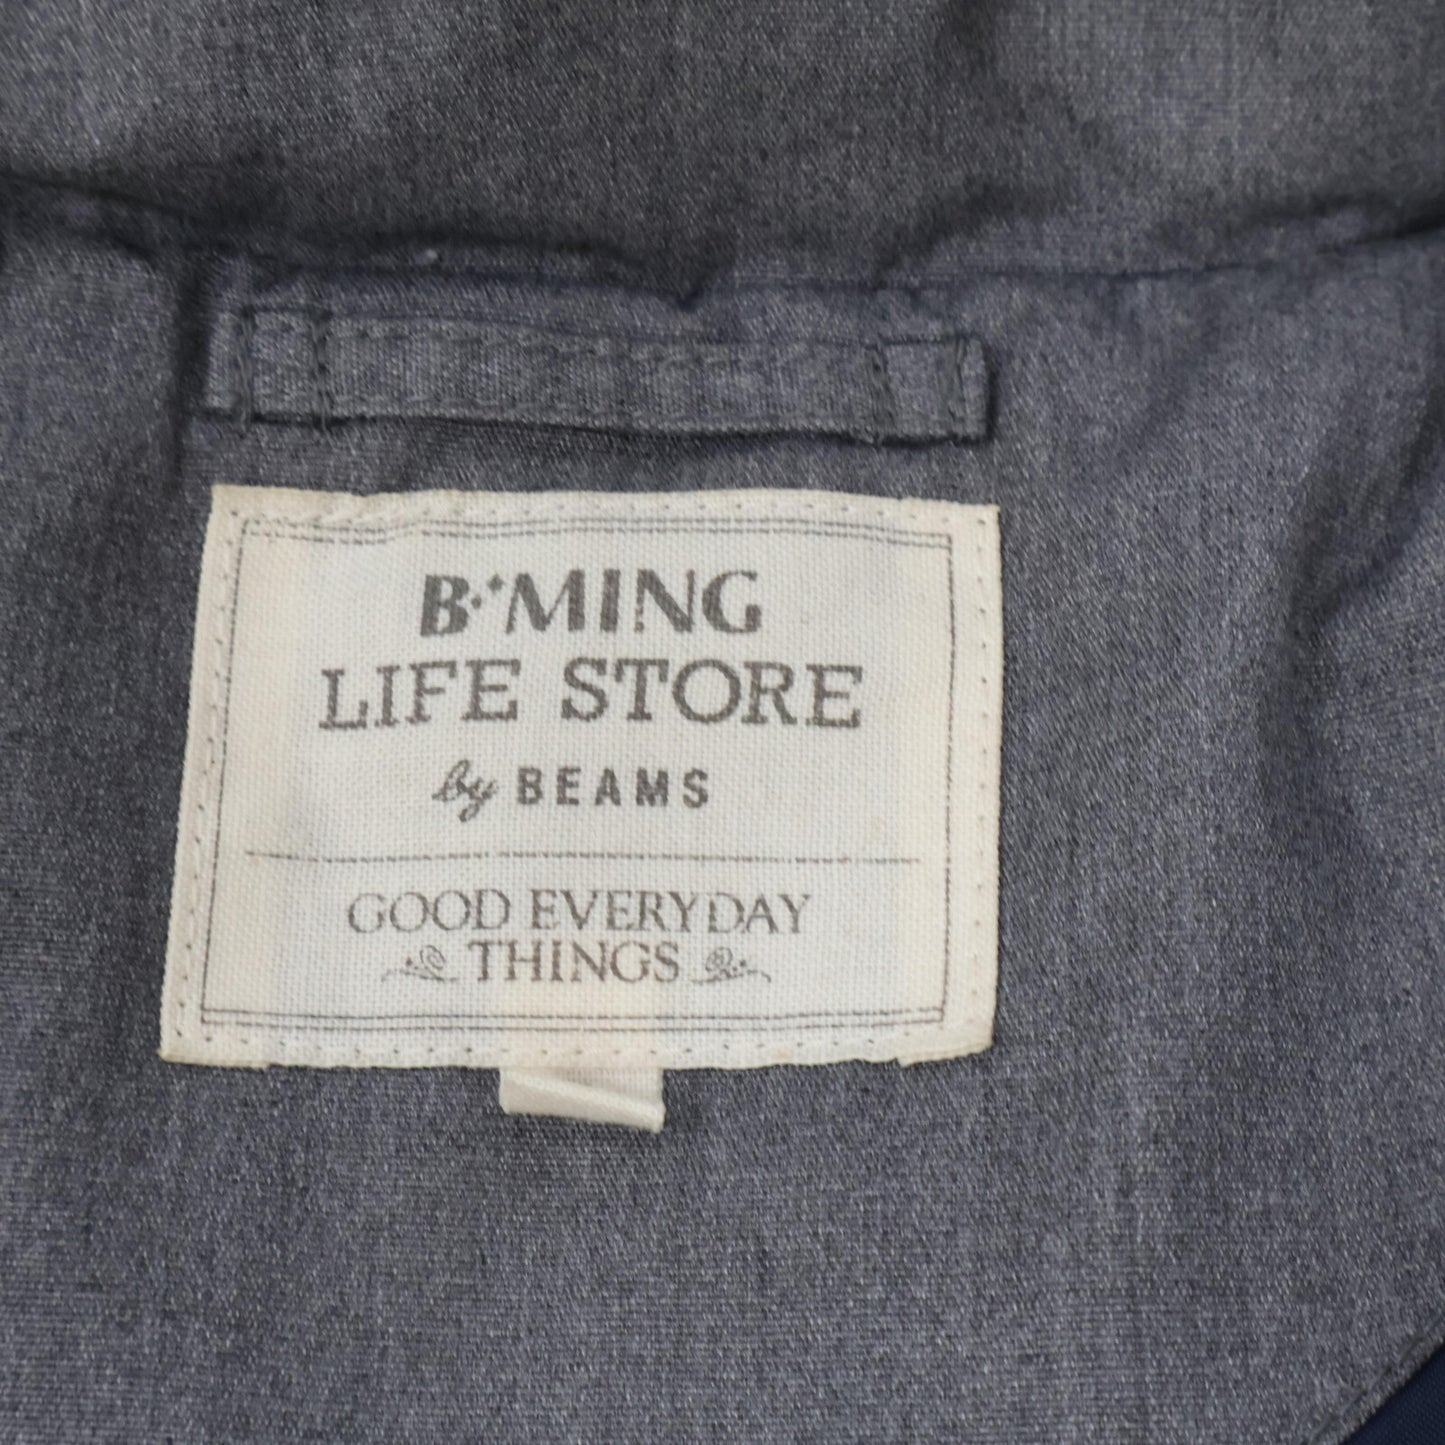 B:MING
LIFE STORE
by BEAMS
GOOD EVERYDAY
THINGS